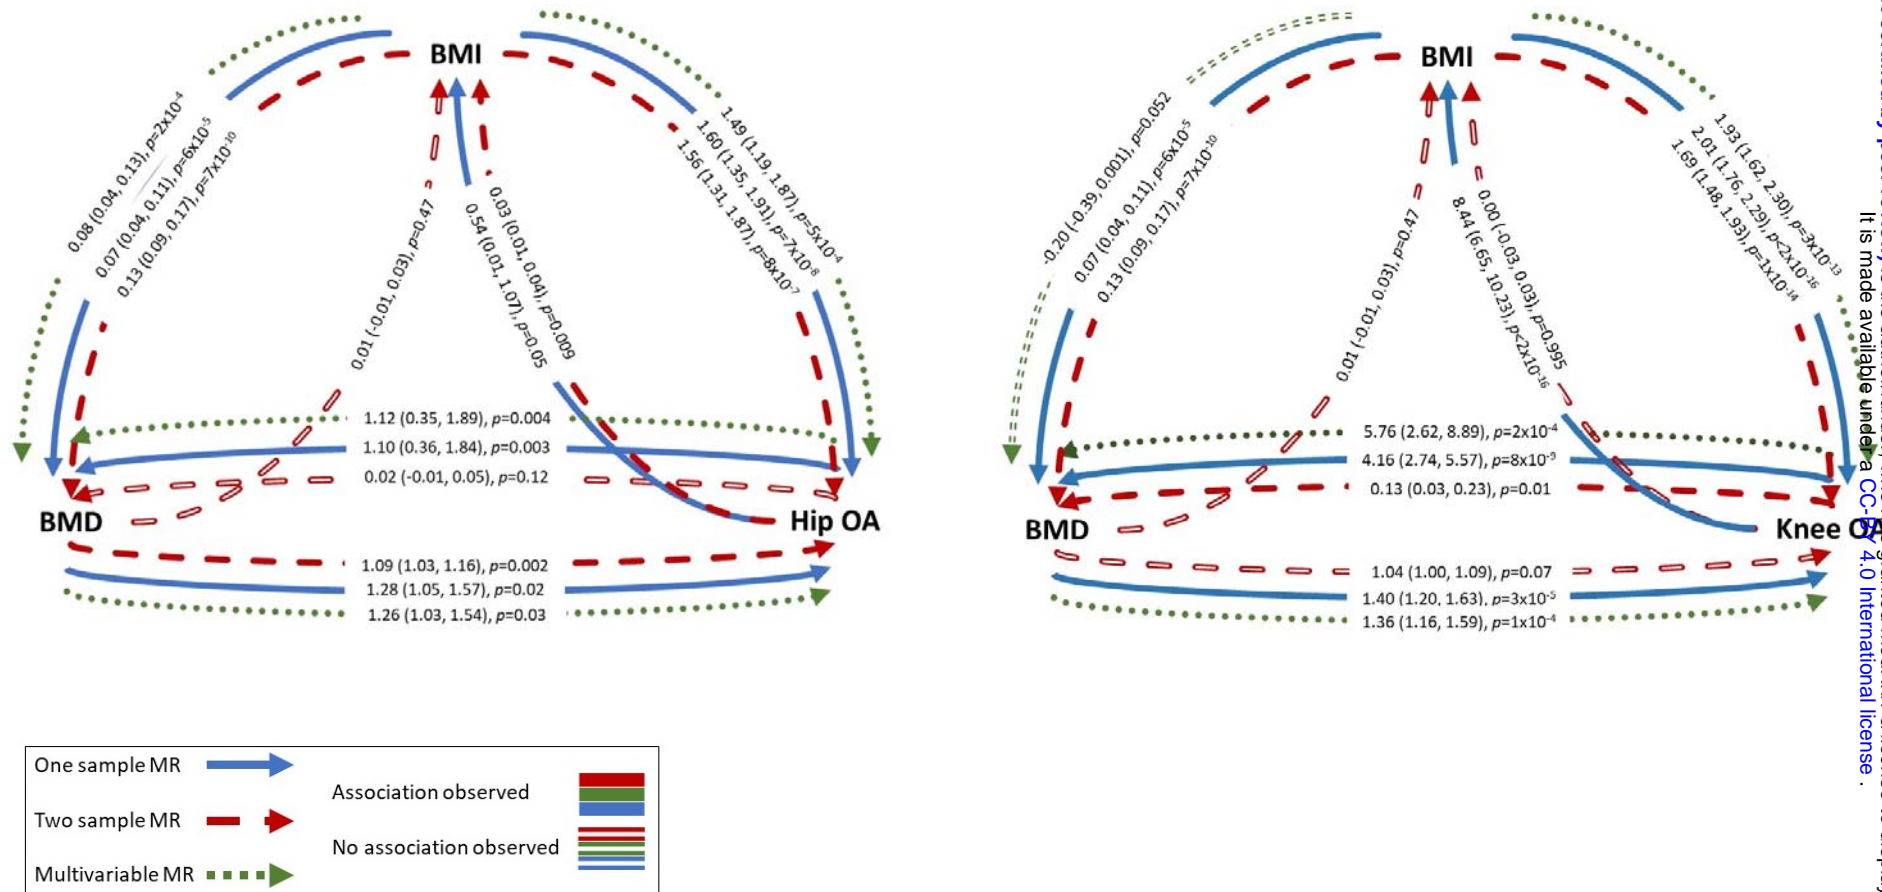 BMI
0.08 (0.04, 0.13), p=2x10-4
0.07 (0.04, 0.11), p=6x10-5
0.13 (0.09, 0.17), p=7x10-10
1.49 (1.19, 1.87), p=5x10-4
1.60 (1.35, 1.91), p=7x10-8
1.56 (1.31, 1.87), p=8x10-7
0.01 (-0.01, 0.03), p=0.47
0.03 (0.01, 0.04), p=0.009
0.54 (0.01, 1.07), p=0.05
1.12 (0.35, 1.89), p=0.004
1.10 (0.36, 1.84), p=0.003
0.02 (-0.01, 0.05), p=0.12
BMD
Hip OA
1.09 (1.03, 1.16), p=0.002
1.28 (1.05, 1.57), p=0.02
1.26 (1.03, 1.54), p=0.03
BMI
-0.20 (-0.39, 0.001), p=0.052
0.07 (0.04, 0.11), p=6x10-5
0.13 (0.09, 0.17), p=7x10-10
1.93 (1.62, 2.30), p=3x10-13
2.01 (1.76, 2.29), p<2x10-16
1.69 (1.48, 1.93), p=1x10-14
0.01 (-0.01, 0.03), p=0.47
0.00 (-0.03, 0.03), p=0.995
8.44 (6.65, 10.23), p<2x10-16
5.76 (2.62, 8.89), p=2x10-4
4.16 (2.74, 5.57), p=8x10-9
0.13 (0.03, 0.23), p=0.01
BMD
Knee OA
1.04 (1.00, 1.09), p=0.07
1.40 (1.20, 1.63), p=3x10-5
1.36 (1.16, 1.59), p=1x10-4
One sample MR
Two sample MR
Multivariable MR
Association observed
No association observed
It is made available under a CC-BY 4.0 International license .